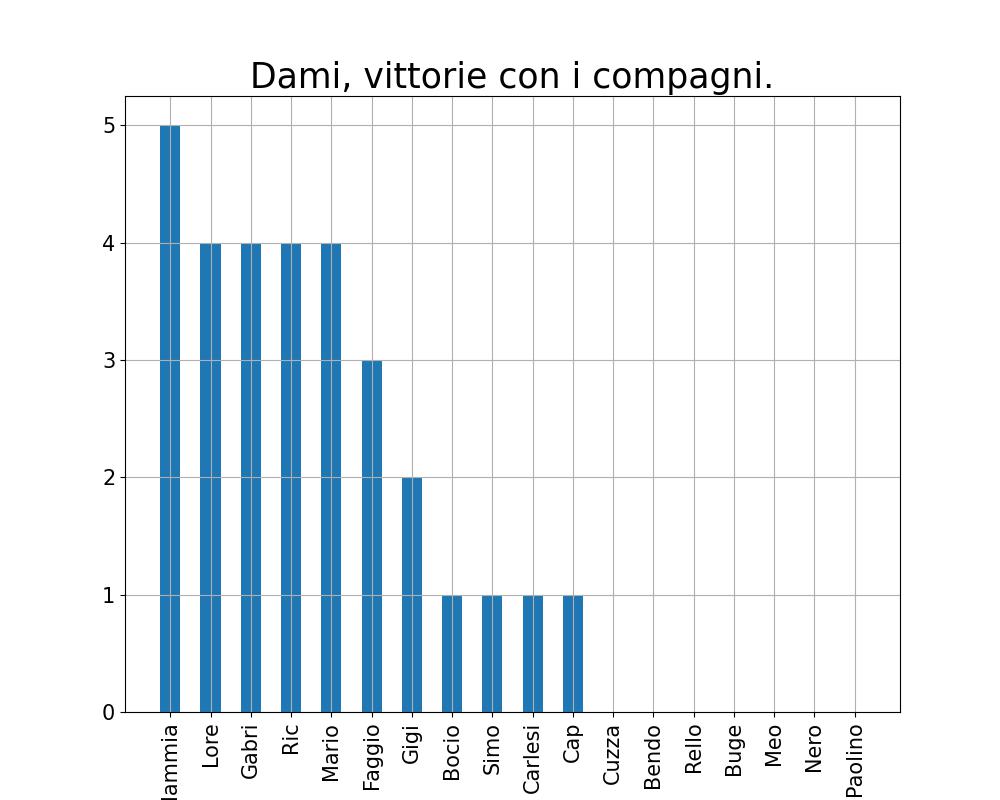 Dami, vittorie con i compagni.
5
4
3
2
1
0
Lore
Gabri
Ric
Mario
Faggio
Gigi
Bocio
Simo
Carlesi
Cap
Cuzza
Bendo
Rello
Buge
Meo
Nero
Paolino